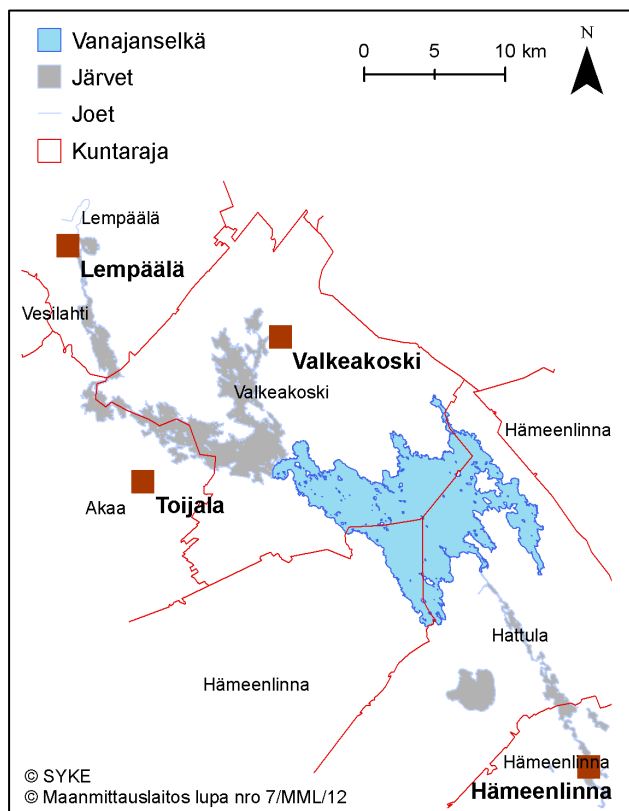 Vanajanselkä
Järvet
Joet
Kuntaraja
0 5 10 km
N
Lempäälä
Lempäälä
Vesilahti
Valkeakoski
Valkeakoski
Hämeenlinna
Akaa
Toijala
Hattula
Hämeenlinna
Hämeenlinna
Hämeenlinna
© SYKE
© Maanmittauslaitos lupa nro 7/MML/12